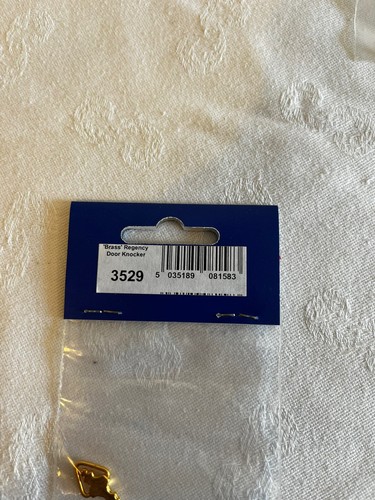 'Brass' Regency
Door Knocker
3529
5 035189 081583